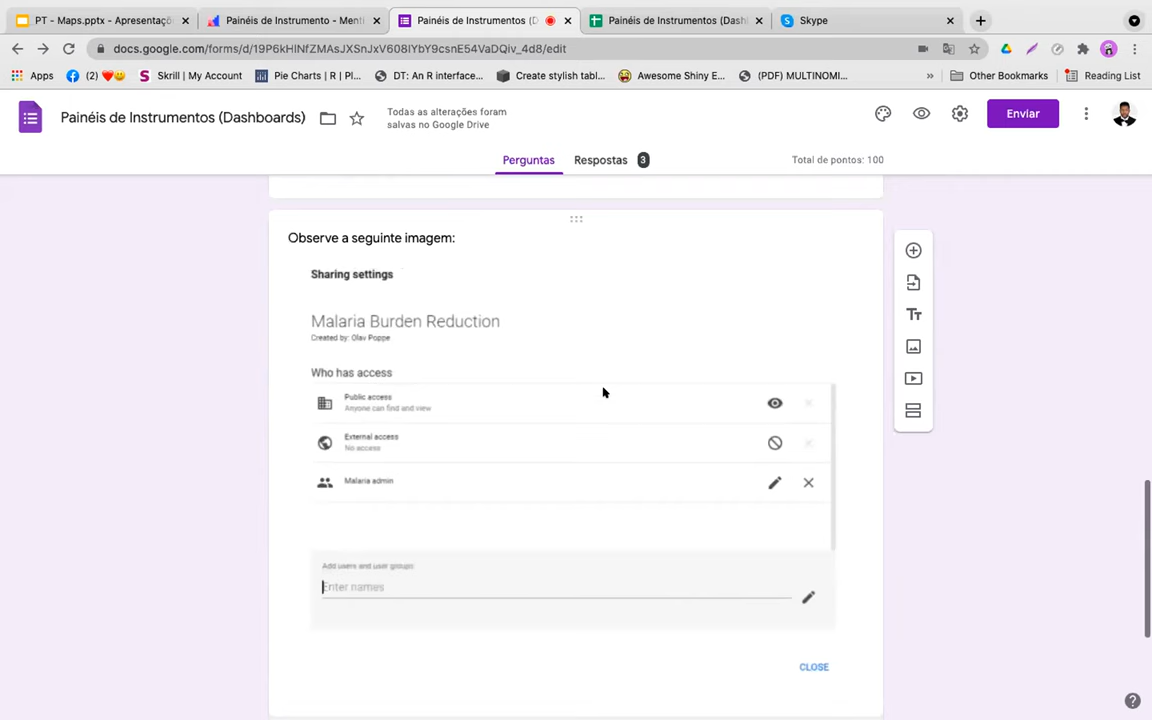 PT - Maps.pptx - Apresentaçõ
Painéis de Instrumento - Menti
Painéis de Instrumentos (D
Painéis de Instrumentos (Dash
Skype
docs.google.com/forms/d/19P6kHlNfZMAsJXSnJxV608IYbY9csnE54VaDQiv_4d8/edit
Apps
(2)
Skrill | My Account
Pie Charts | R | Pl...
DT: An R interface...
Create stylish tabl...
Awesome Shiny E...
(PDF) MULTINOMI...
»
Other Bookmarks
Reading List
Painéis de Instrumentos (Dashboards)
Todas as alterações foram
salvas no Google Drive
Enviar
Perguntas
Respostas 3
Total de pontos: 100
Observe a seguinte imagem:
Sharing settings
Malaria Burden Reduction
Created by: Olav Poppe
Who has access
Public access
Anyone can find and view
External access
No access
Malaria admin
Add users and user groups
Enter names
CLOSE